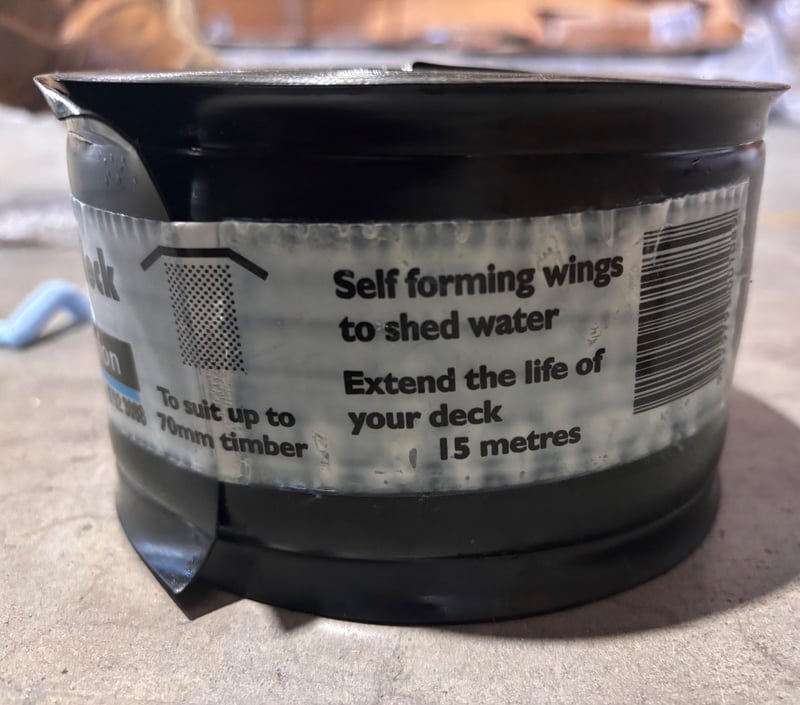 To suit up to
70mm timber
Self forming wings
to shed water
Extend the life of
your deck
15 metres